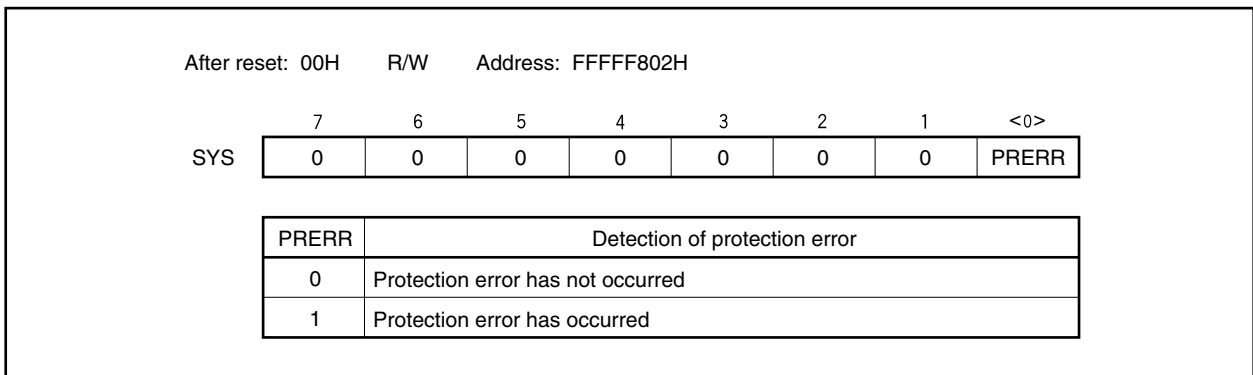 After reset: 00H R/W Address: FFFFF802H
7 6 5 4 3 2 1 <0>
SYS 0 0 0 0 0 0 0 PRERR
PRERR Detection of protection error
0 Protection error has not occurred
1 Protection error has occurred